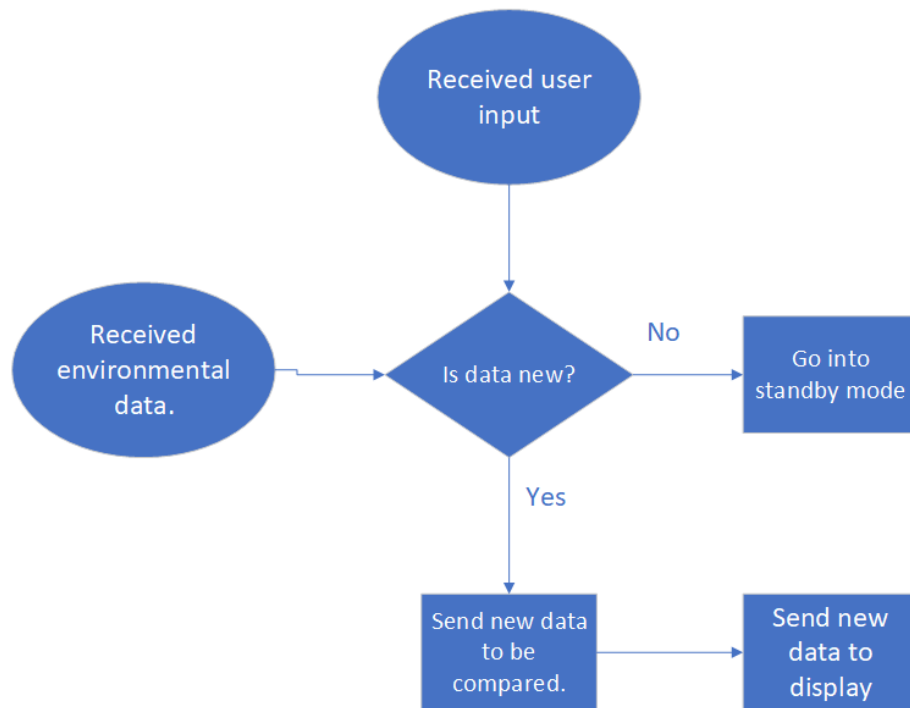 Received user
input
Received
environmental
data.
Is data new?
No
Go into
standby mode
Yes
Send new data
to be
compared.
Send new
data to
display